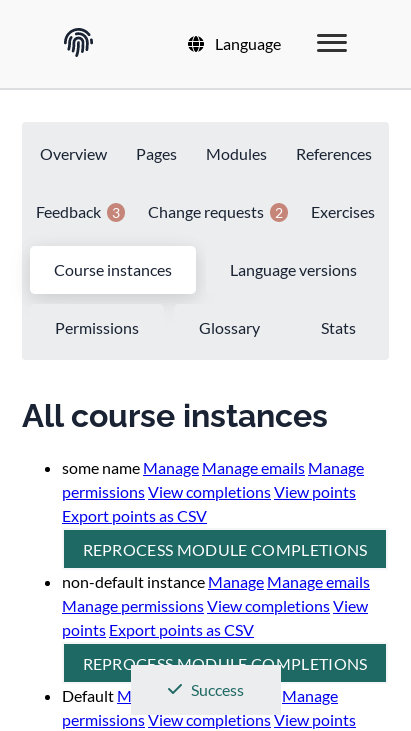 Language
Overview Pages Modules References
Feedback 3 Change requests 2 Exercises
Course instances Language versions
Permissions Glossary Stats
All course instances
some name Manage Manage emails Manage
permissions View completions View points
Export points as CSV
REPROCESS MODULE COMPLETIONS
non-default instance Manage Manage emails
Manage permissions View completions View
points Export points as CSV
REPROCESS MODULE COMPLETIONS
Success
Default Manage
permissions View completions View points